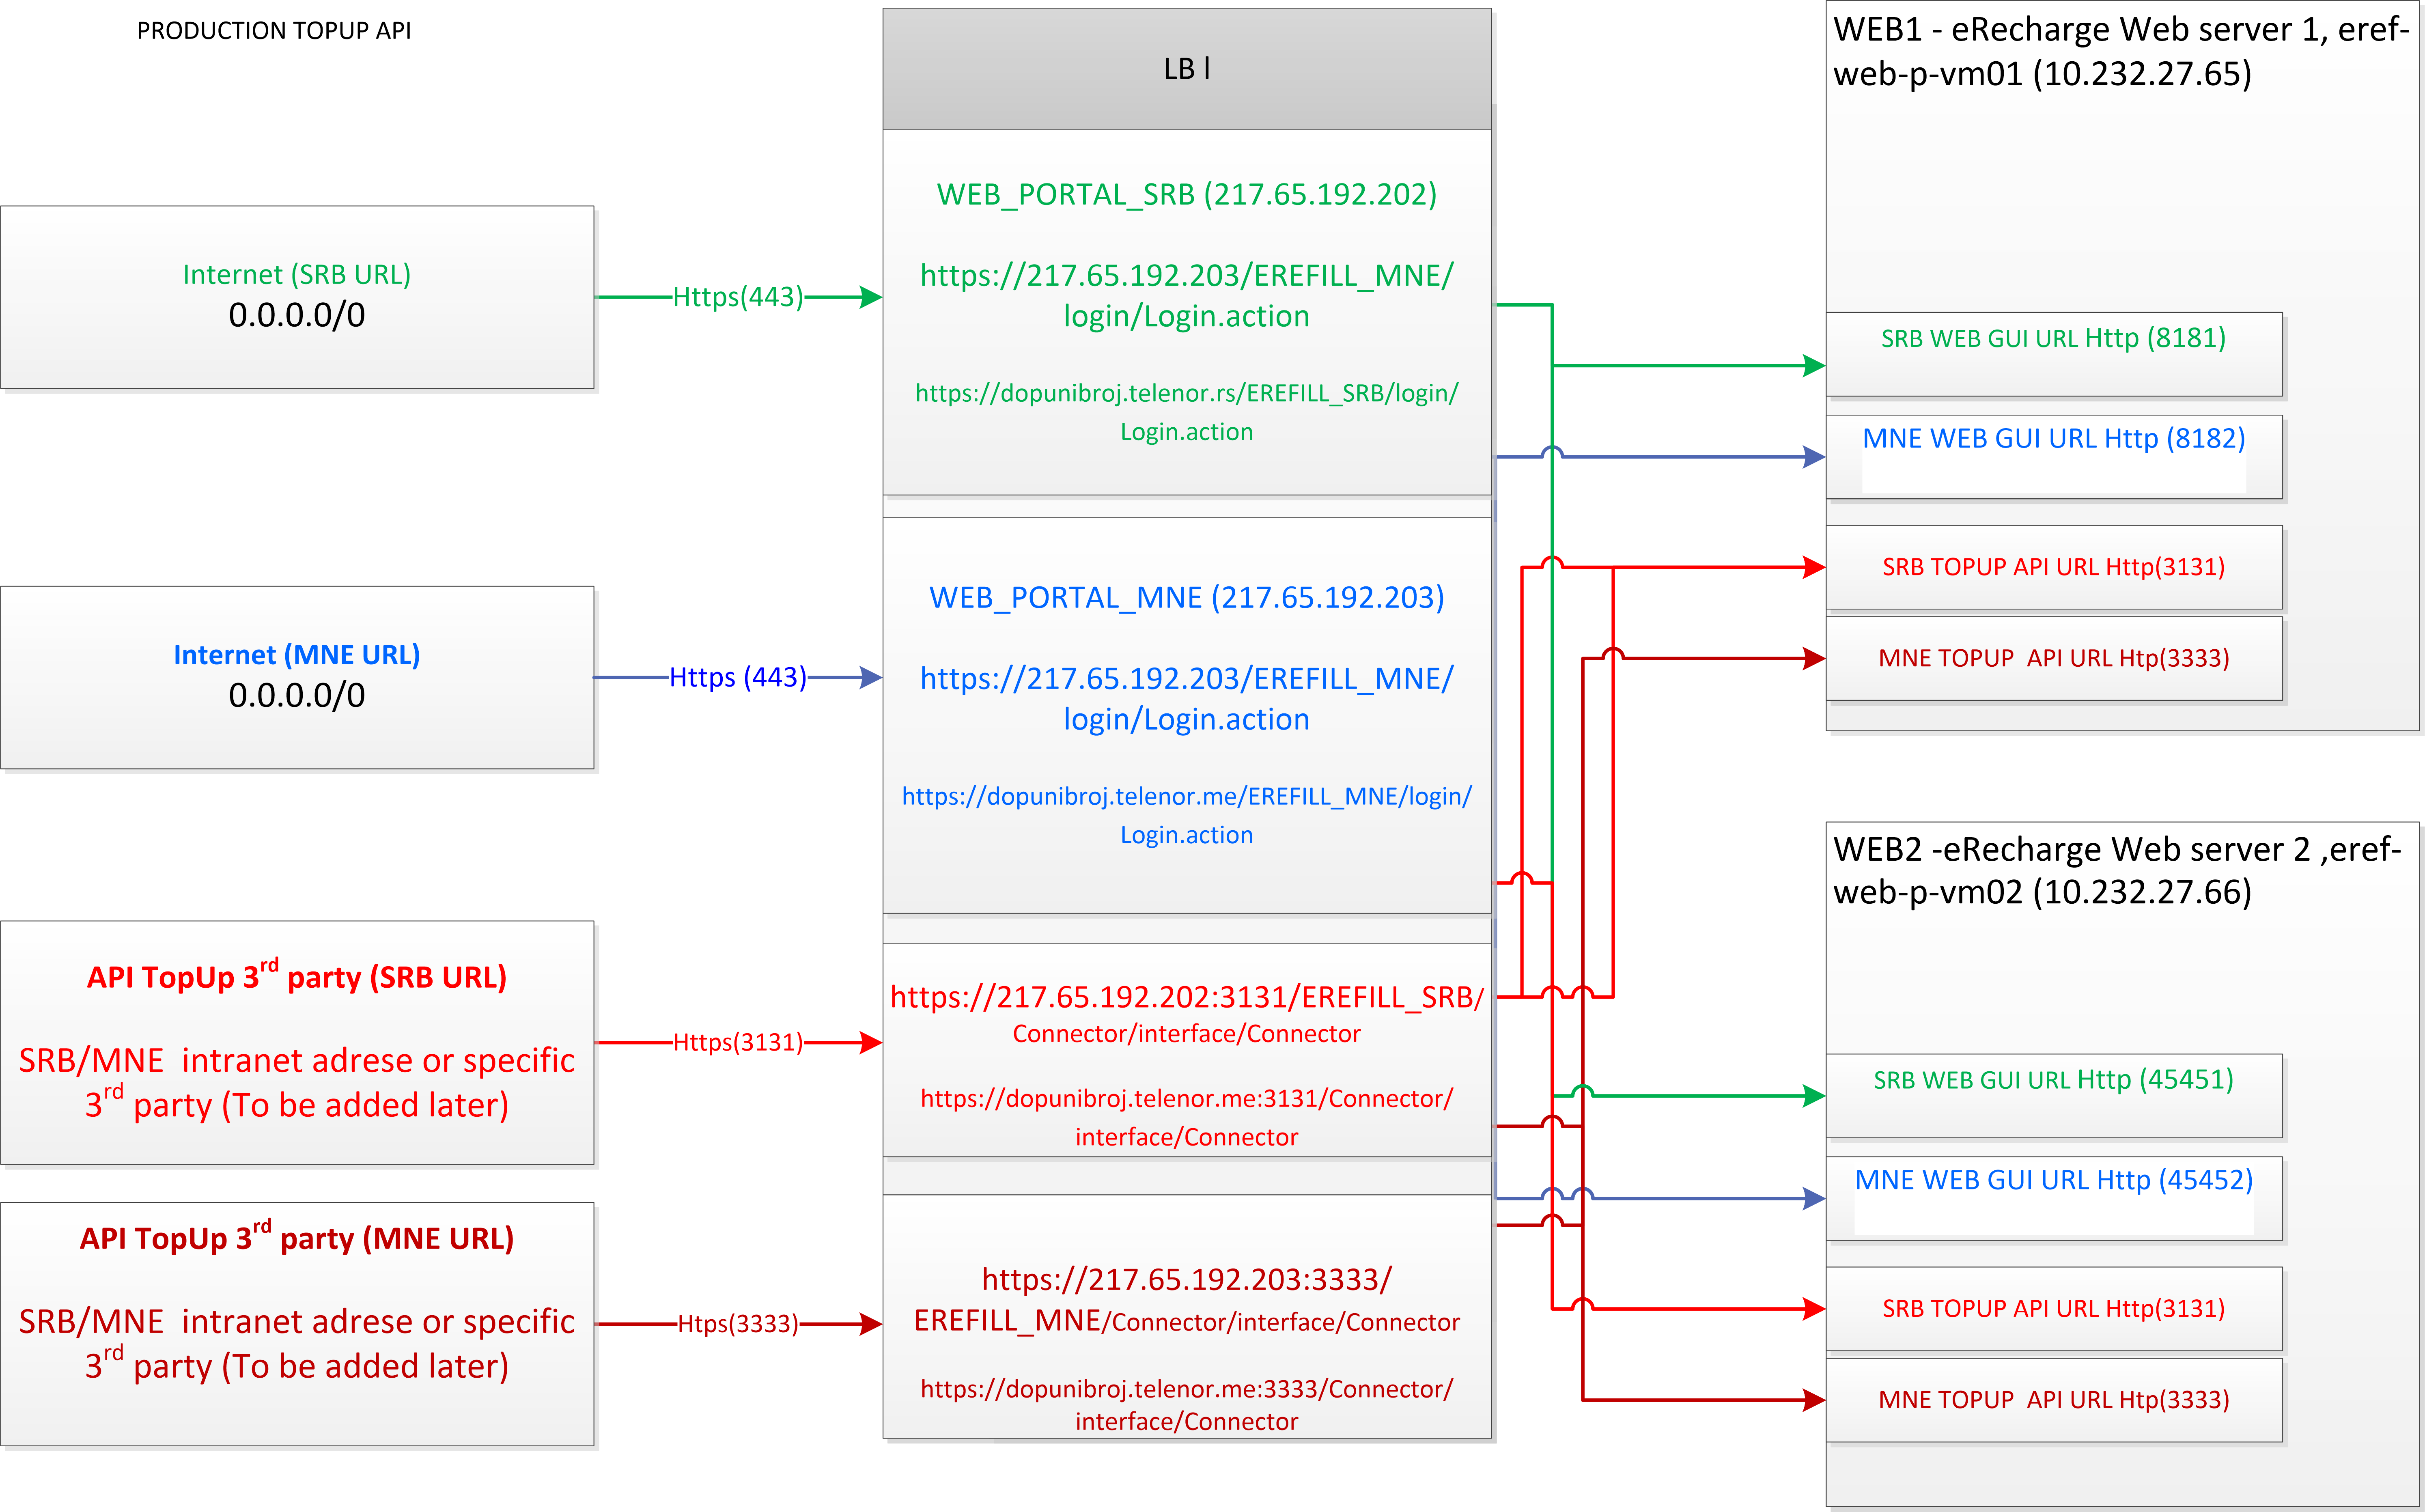 PRODUCTION TOPUP API
Internet (SRB URL)
0.0.0.0/0
Https(443)
Internet (MNE URL)
0.0.0.0/0
Https (443)
API TopUp 3rd party (SRB URL)
SRB/MNE  intranet adrese or specific
3rd party (To be added later)
Https(3131)
API TopUp 3rd party (MNE URL)
SRB/MNE  intranet adrese or specific
3rd party (To be added later)
Htps(3333)
LB l
WEB_PORTAL_SRB (217.65.192.202)
https://217.65.192.203/EREFILL_MNE/
login/Login.action
https://dopunibroj.telenor.rs/EREFILL_SRB/login/
Login.action
WEB_PORTAL_MNE (217.65.192.203)
https://217.65.192.203/EREFILL_MNE/
login/Login.action
https://dopunibroj.telenor.me/EREFILL_MNE/login/
Login.action
https://217.65.192.202:3131/EREFILL_SRB/
Connector/interface/Connector
https://dopunibroj.telenor.me:3131/Connector/
interface/Connector
https://217.65.192.203:3333/
EREFILL_MNE/Connector/interface/Connector
https://dopunibroj.telenor.me:3333/Connector/
interface/Connector
WEB1 - eRecharge Web server 1, eref-
web-p-vm01 (10.232.27.65)
SRB WEB GUI URL Http (8181)
MNE WEB GUI URL Http (8182)
SRB TOPUP API URL Http(3131)
MNE TOPUP  API URL Htp(3333)
WEB2 -eRecharge Web server 2 ,eref-
web-p-vm02 (10.232.27.66)
SRB WEB GUI URL Http (45451)
MNE WEB GUI URL Http (45452)
SRB TOPUP API URL Http(3131)
MNE TOPUP  API URL Htp(3333)